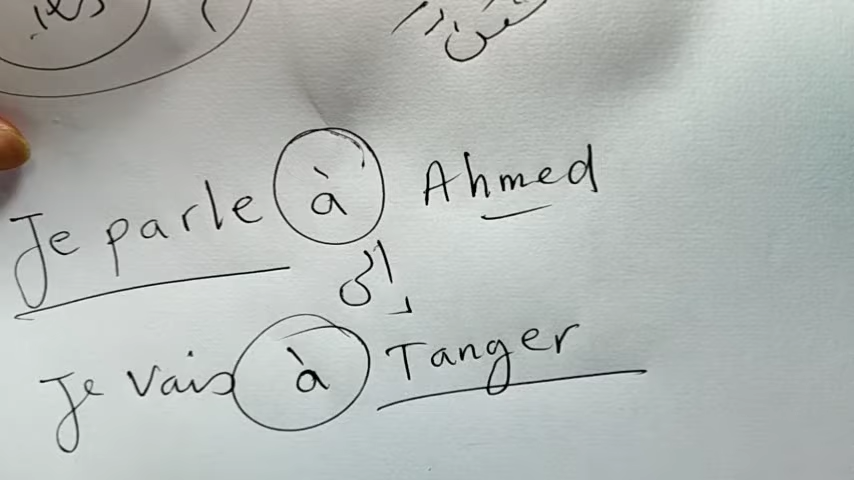 Je parle à Ahmed
إلى
Je vais à Tanger